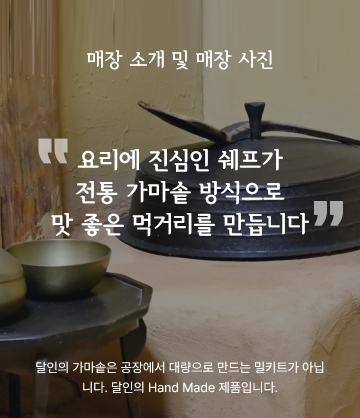 매장 소개 및 매장 사진
"요리에 진심인 쉐프가
전통 가마솥 방식으로
맛 좋은 먹거리를 만듭니다"
달인의 가마솥은 공장에서 대량으로 만드는 밀키트가 아닙
니다. 달인의 Hand Made 제품입니다.